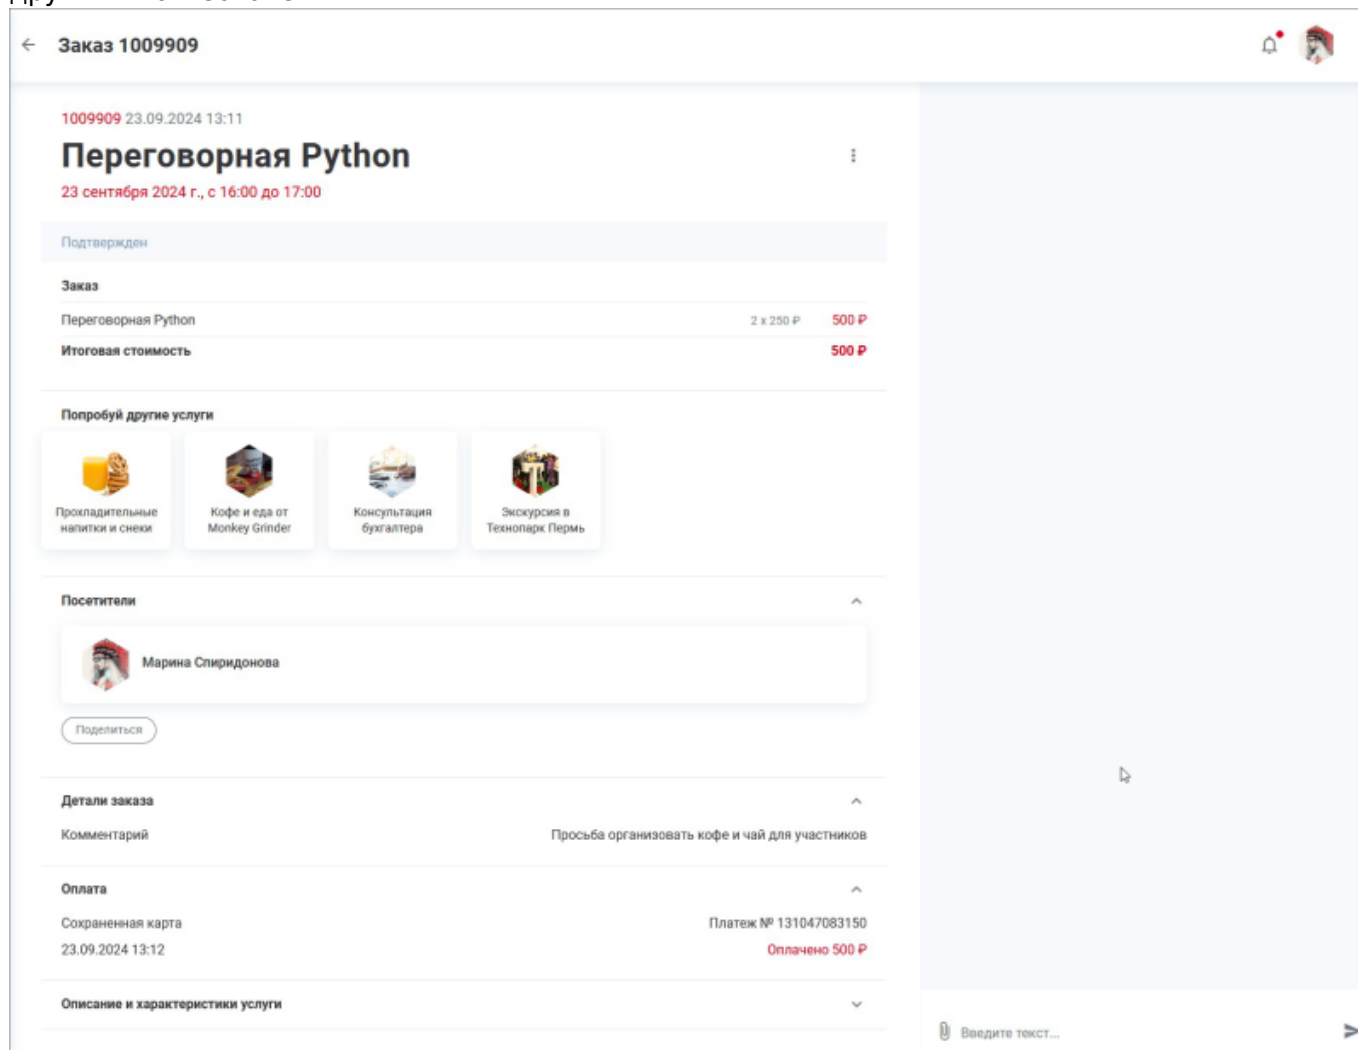 Заказ 1009909
1009909 23.09.2024 13:11
Переговорная Python
23 сентября 2024 г., с 16:00 до 17:00
Подтвержден
Заказ
Переговорная Python 2 x 250 ₽ 500 ₽
Итоговая стоимость 500 ₽
Попробуй другие услуги
Прохладительные напитки и снеки
Кофе и еда от Monkey Grinder
Консультация бухгалтера
Экскурсия в Технопарк Пермь
Посетители
Марина Спиридонова
Поделиться
Детали заказа
Комментарий Просьба организовать кофе и чай для участников
Оплата
Сохраненная карта Платеж № 131047083150
23.09.2024 13:12 Оплачено 500 ₽
Описание и характеристики услуги
Введите текст...